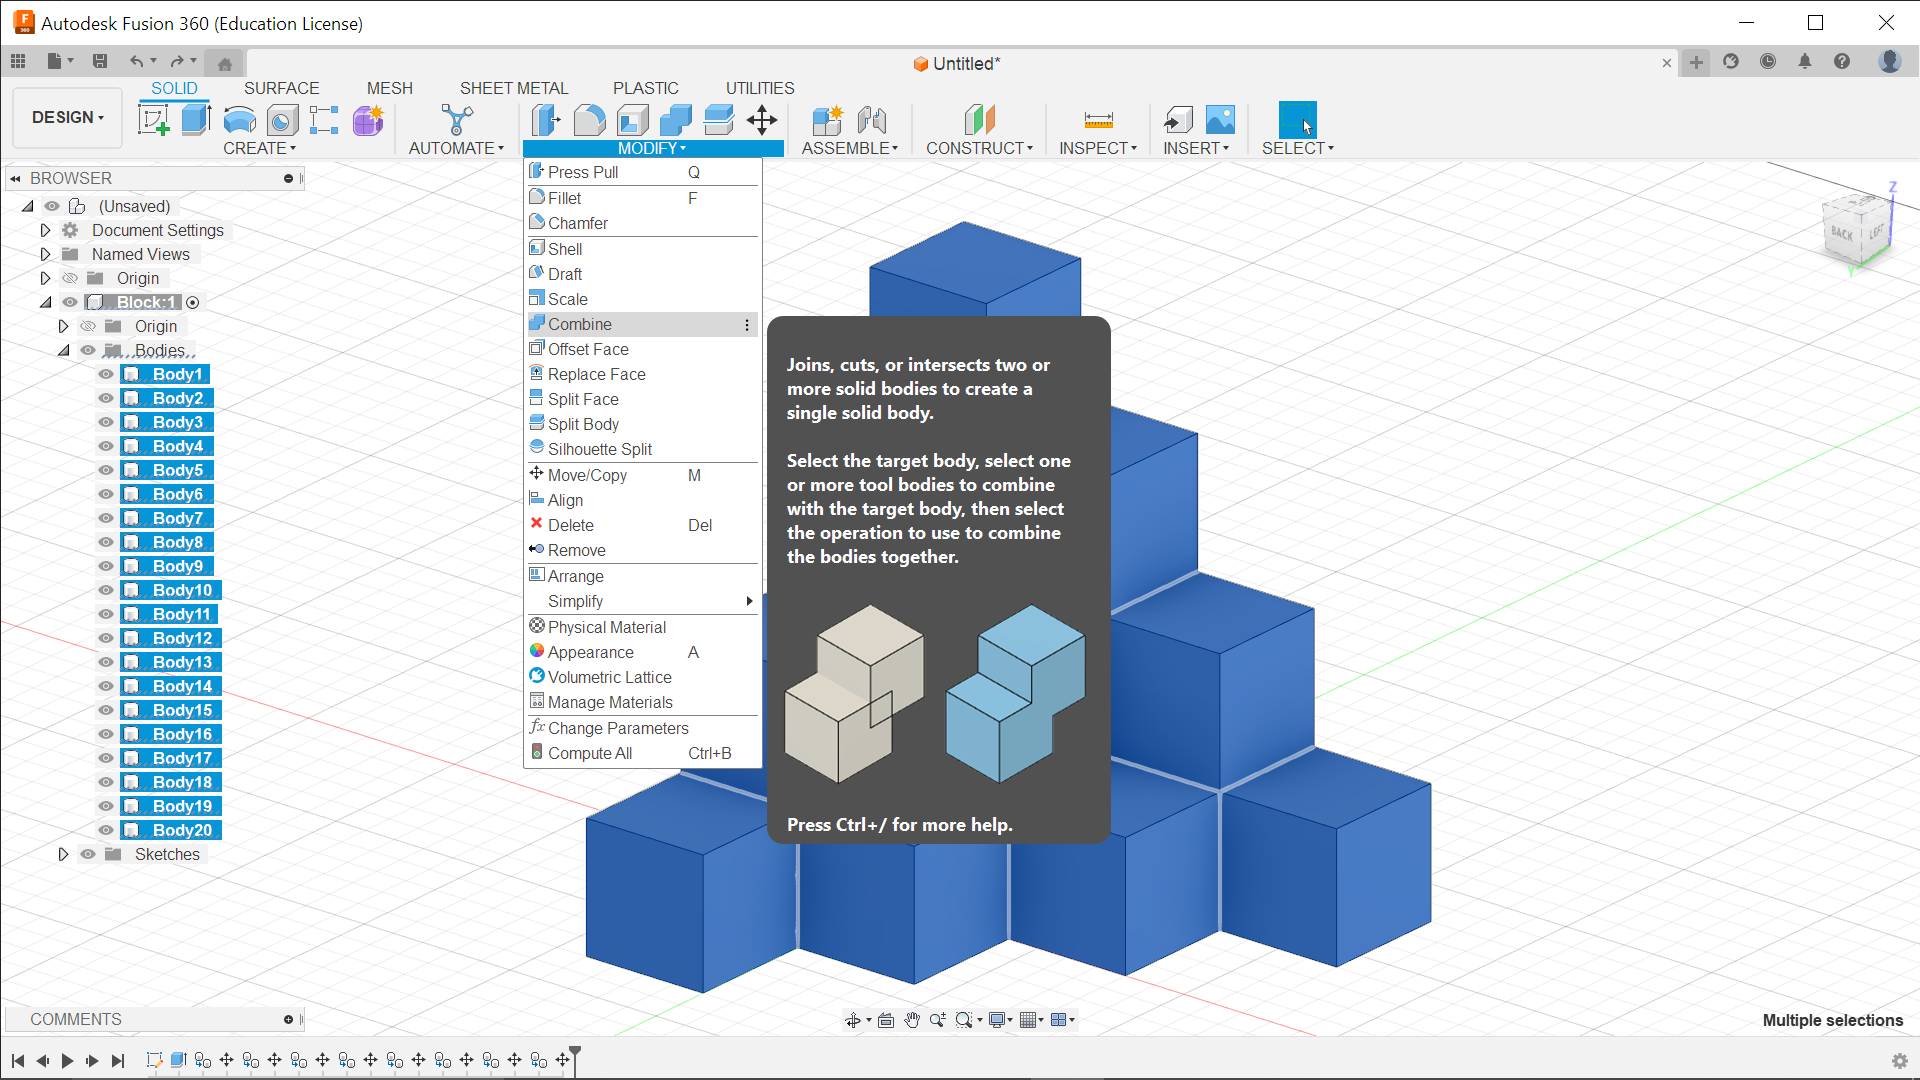 Autodesk Fusion 360 (Education License)
Untitled*
SOLID SURFACE MESH SHEET METAL PLASTIC UTILITIES
DESIGN
CREATE AUTOMATE MODIFY ASSEMBLE CONSTRUCT INSPECT INSERT SELECT
BROWSER
(Unsaved)
Document Settings
Named Views
Origin
Block:1
Origin
Bodies
Body1
Body2
Body3
Body4
Body5
Body6
Body7
Body8
Body9
Body10
Body11
Body12
Body13
Body14
Body15
Body16
Body17
Body18
Body19
Body20
Sketches
Press Pull Q
Fillet F
Chamfer
Shell
Draft
Scale
Combine
Offset Face
Replace Face
Split Face
Split Body
Silhouette Split
Move/Copy M
Align
Delete Del
Remove
Arrange
Simplify
Physical Material
Appearance A
Volumetric Lattice
Manage Materials
Change Parameters
Compute All Ctrl+B
Joins, cuts, or intersects two or
more solid bodies to create a
single solid body.
Select the target body, select one
or more tool bodies to combine
with the target body, then select
the operation to use to combine
the bodies together.
Press Ctrl+/ for more help.
Z
BACK LEFT
Y
COMMENTS
Multiple selections